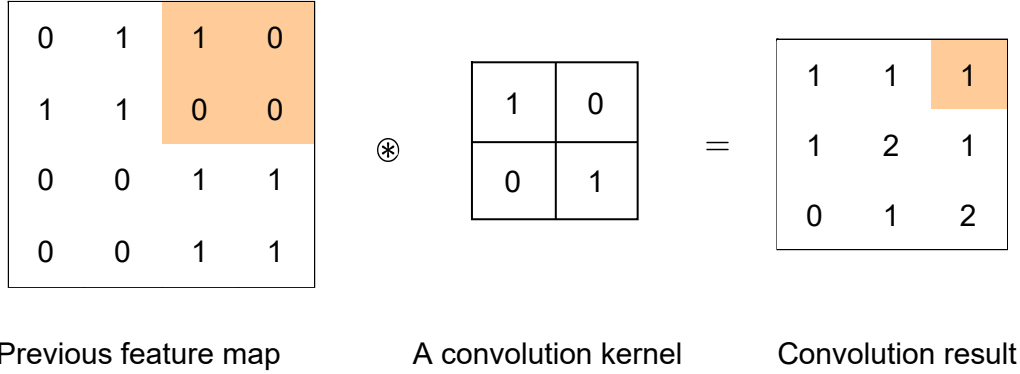 0 1 1 0
1 1 0 0
0 0 1 1
0 0 1 1
⊛
1 0
0 1
=
1 1 1
1 2 1
0 1 2
Previous feature map
A convolution kernel
Convolution result